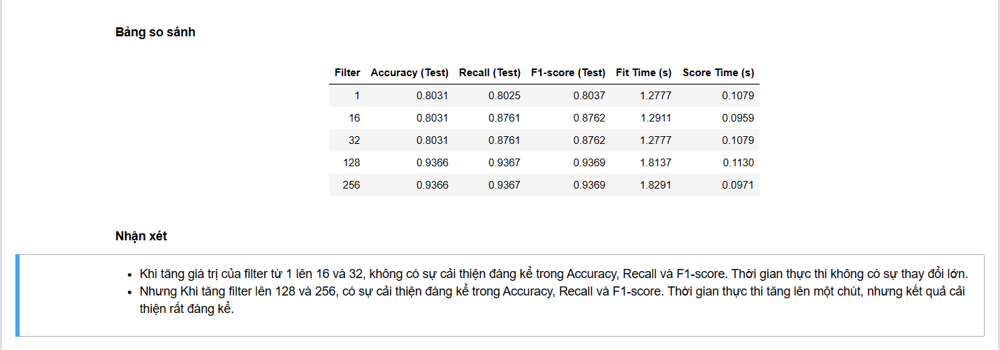 Bảng so sánh
Filter Accuracy (Test) Recall (Test) F1-score (Test) Fit Time (s) Score Time (s)
1 0.8031 0.8025 0.8037 1.2777 0.1079
16 0.8031 0.8761 0.8762 1.2911 0.0959
32 0.8031 0.8761 0.8762 1.2777 0.1079
128 0.9366 0.9367 0.9369 1.8137 0.1130
256 0.9366 0.9367 0.9369 1.8291 0.0971
Nhận xét
• Khi tăng giá trị của filter từ 1 lên 16 và 32, không có sự cải thiện đáng kể trong Accuracy, Recall và F1-score. Thời gian thực thi không có sự thay đổi lớn.
• Nhưng Khi tăng filter lên 128 và 256, có sự cải thiện đáng kể trong Accuracy, Recall và F1-score. Thời gian thực thi tăng lên một chút, nhưng kết quả cải
thiện rất đáng kể.